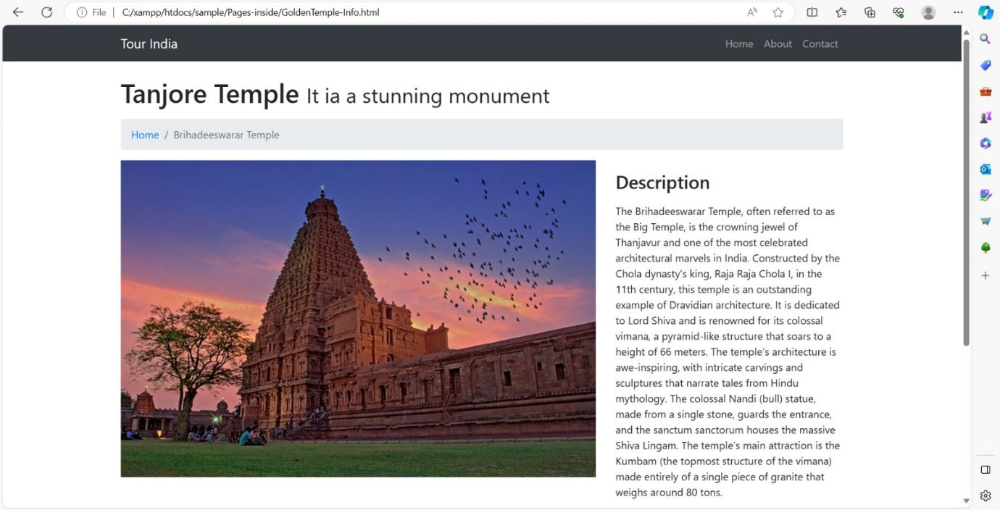 File | C:/xampp/htdocs/sample/Pages-inside/GoldenTemple-Info.html
Tour India
Home About Contact
Tanjore Temple It ia a stunning monument
Home / Brihadeeswarar Temple
Description
The Brihadeeswarar Temple, often referred to as
the Big Temple, is the crowning jewel of
Thanjavur and one of the most celebrated
architectural marvels in India. Constructed by the
Chola dynasty's king, Raja Raja Chola I, in the
11th century, this temple is an outstanding
example of Dravidian architecture. It is dedicated
to Lord Shiva and is renowned for its colossal
vimana, a pyramid-like structure that soars to a
height of 66 meters. The temple's architecture is
awe-inspiring, with intricate carvings and
sculptures that narrate tales from Hindu
mythology. The colossal Nandi (bull) statue,
made from a single stone, guards the entrance,
and the sanctum sanctorum houses the massive
Shiva Lingam. The temple's main attraction is the
Kumbam (the topmost structure of the vimana)
made entirely of a single piece of granite that
weighs around 80 tons.